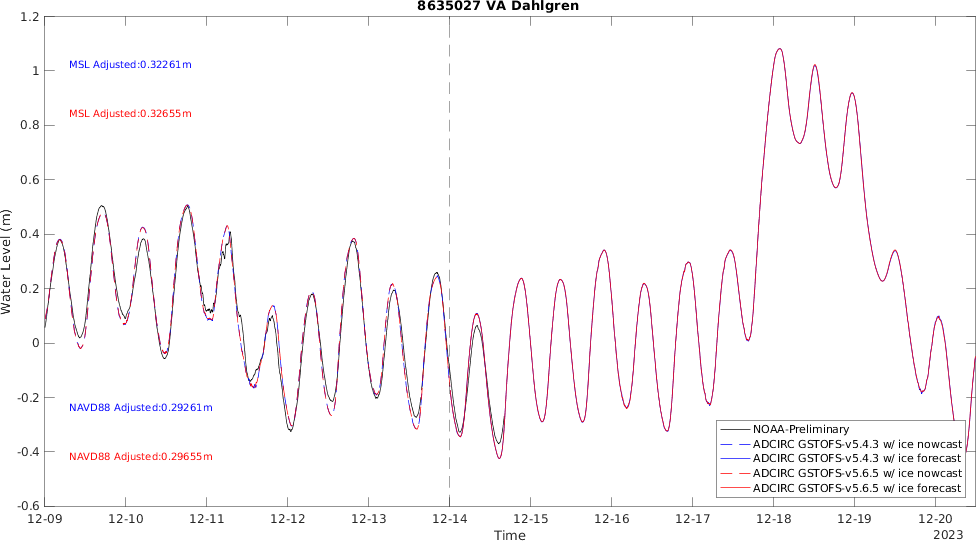 8635027 VA Dahlgren
1.2
1
0.8
0.6
0.4
0.2
0
-0.2
-0.4
-0.6
Water Level (m)
MSL Adjusted:0.32261m
MSL Adjusted:0.32655m
NAVD88 Adjusted:0.29261m
NAVD88 Adjusted:0.29655m
NOAA-Preliminary
ADCIRC GSTOFS-v5.4.3 w/ ice nowcast
ADCIRC GSTOFS-v5.4.3 w/ ice forecast
ADCIRC GSTOFS-v5.6.5 w/ ice nowcast
ADCIRC GSTOFS-v5.6.5 w/ ice forecast
12-09 12-10 12-11 12-12 12-13 12-14 12-15 12-16 12-17 12-18 12-19 12-20
Time
2023